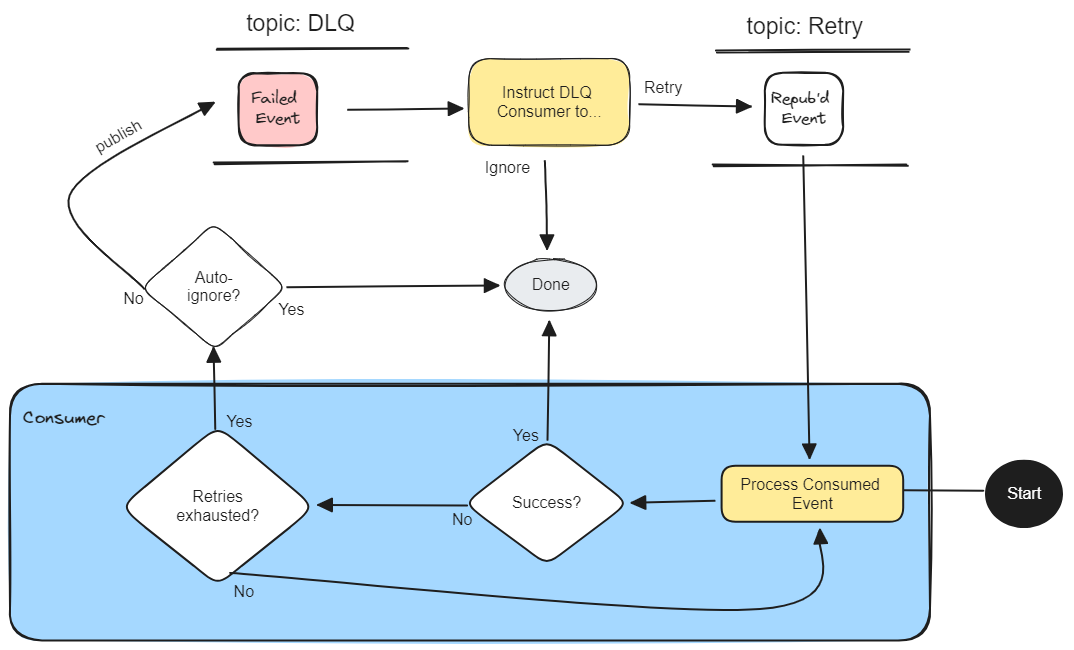 topic: DLQ
topic: Retry
Failed
Event
Instruct DLQ
Consumer to...
Retry
Repub'd
Event
publish
Ignore
Auto-
ignore?
No
Yes
Done
Consumer
Yes
Yes
Retries
exhausted?
Success?
Process Consumed
Event
Start
No
No